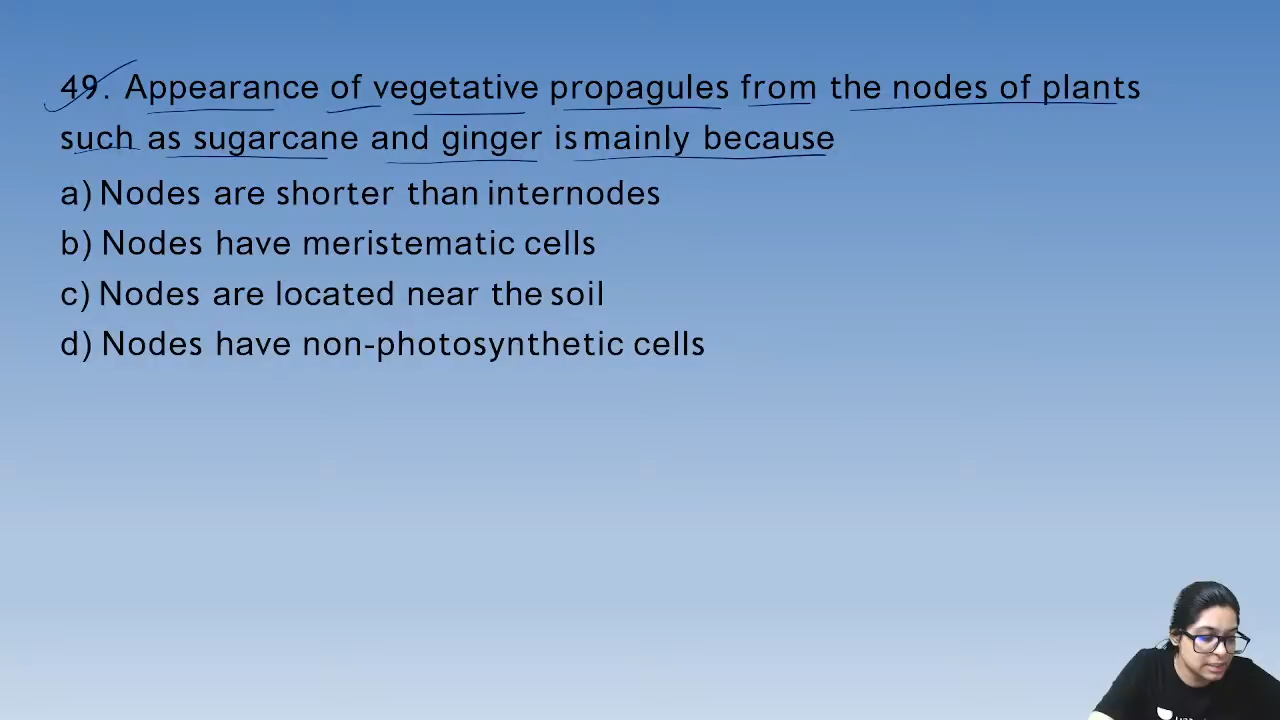 49. Appearance of vegetative propagules from the nodes of plants
such as sugarcane and ginger is mainly because
a) Nodes are shorter than internodes
b) Nodes have meristematic cells
c) Nodes are located near the soil
d) Nodes have non-photosynthetic cells